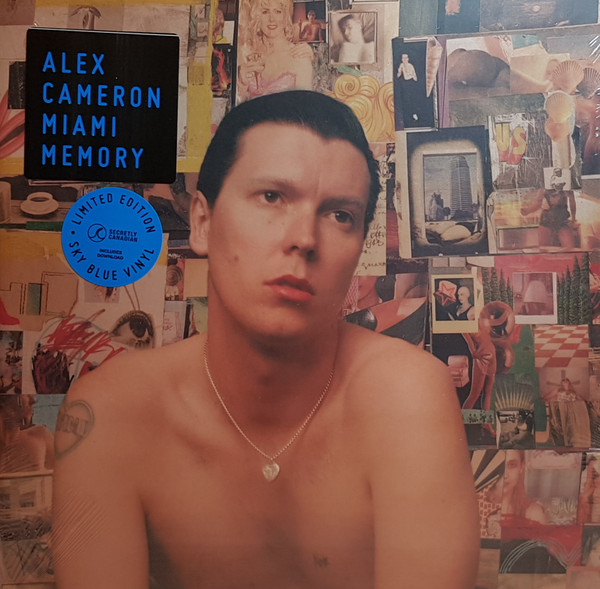 ALEX
CAMERON
MIAMI
MEMORY
• LIMITED EDITION •
SECRETLY
CANADIAN
INCLUDES
DOWNLOAD
SKY BLUE VINYL